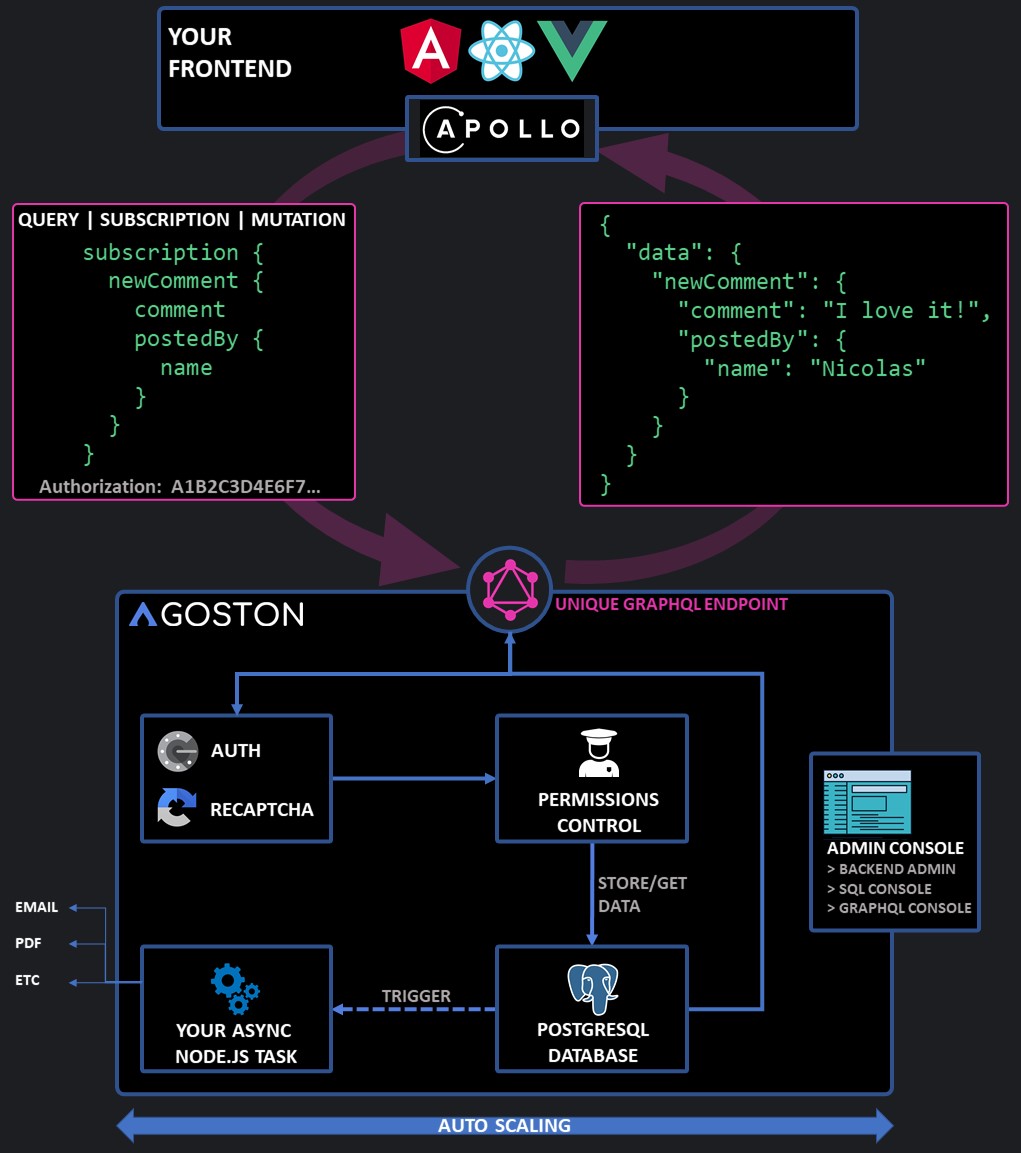 YOUR
FRONTEND
APOLLO
QUERY | SUBSCRIPTION | MUTATION
subscription {
newComment {
comment
postedBy {
name
}
}
}
Authorization: A1B2C3D4E6F7...
{
"data": {
"newComment": {
"comment": "I love it!",
"postedBy": {
"name": "Nicolas"
}
}
}
}
UNIQUE GRAPHQL ENDPOINT
AGOSTON
AUTH
RECAPTCHA
PERMISSIONS
CONTROL
ADMIN CONSOLE
> BACKEND ADMIN
> SQL CONSOLE
> GRAPHQL CONSOLE
STORE/GET
DATA
EMAIL
PDF
ETC
YOUR ASYNC
NODE.JS TASK
TRIGGER
POSTGRESQL
DATABASE
AUTO SCALING